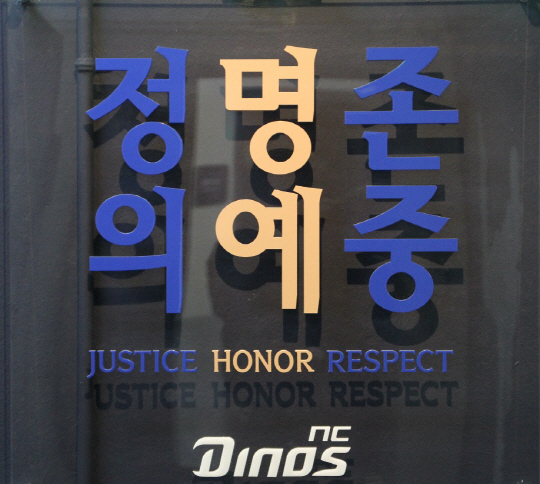 정 명 존
의 예 중
JUSTICE HONOR RESPECT
NC
DINOS